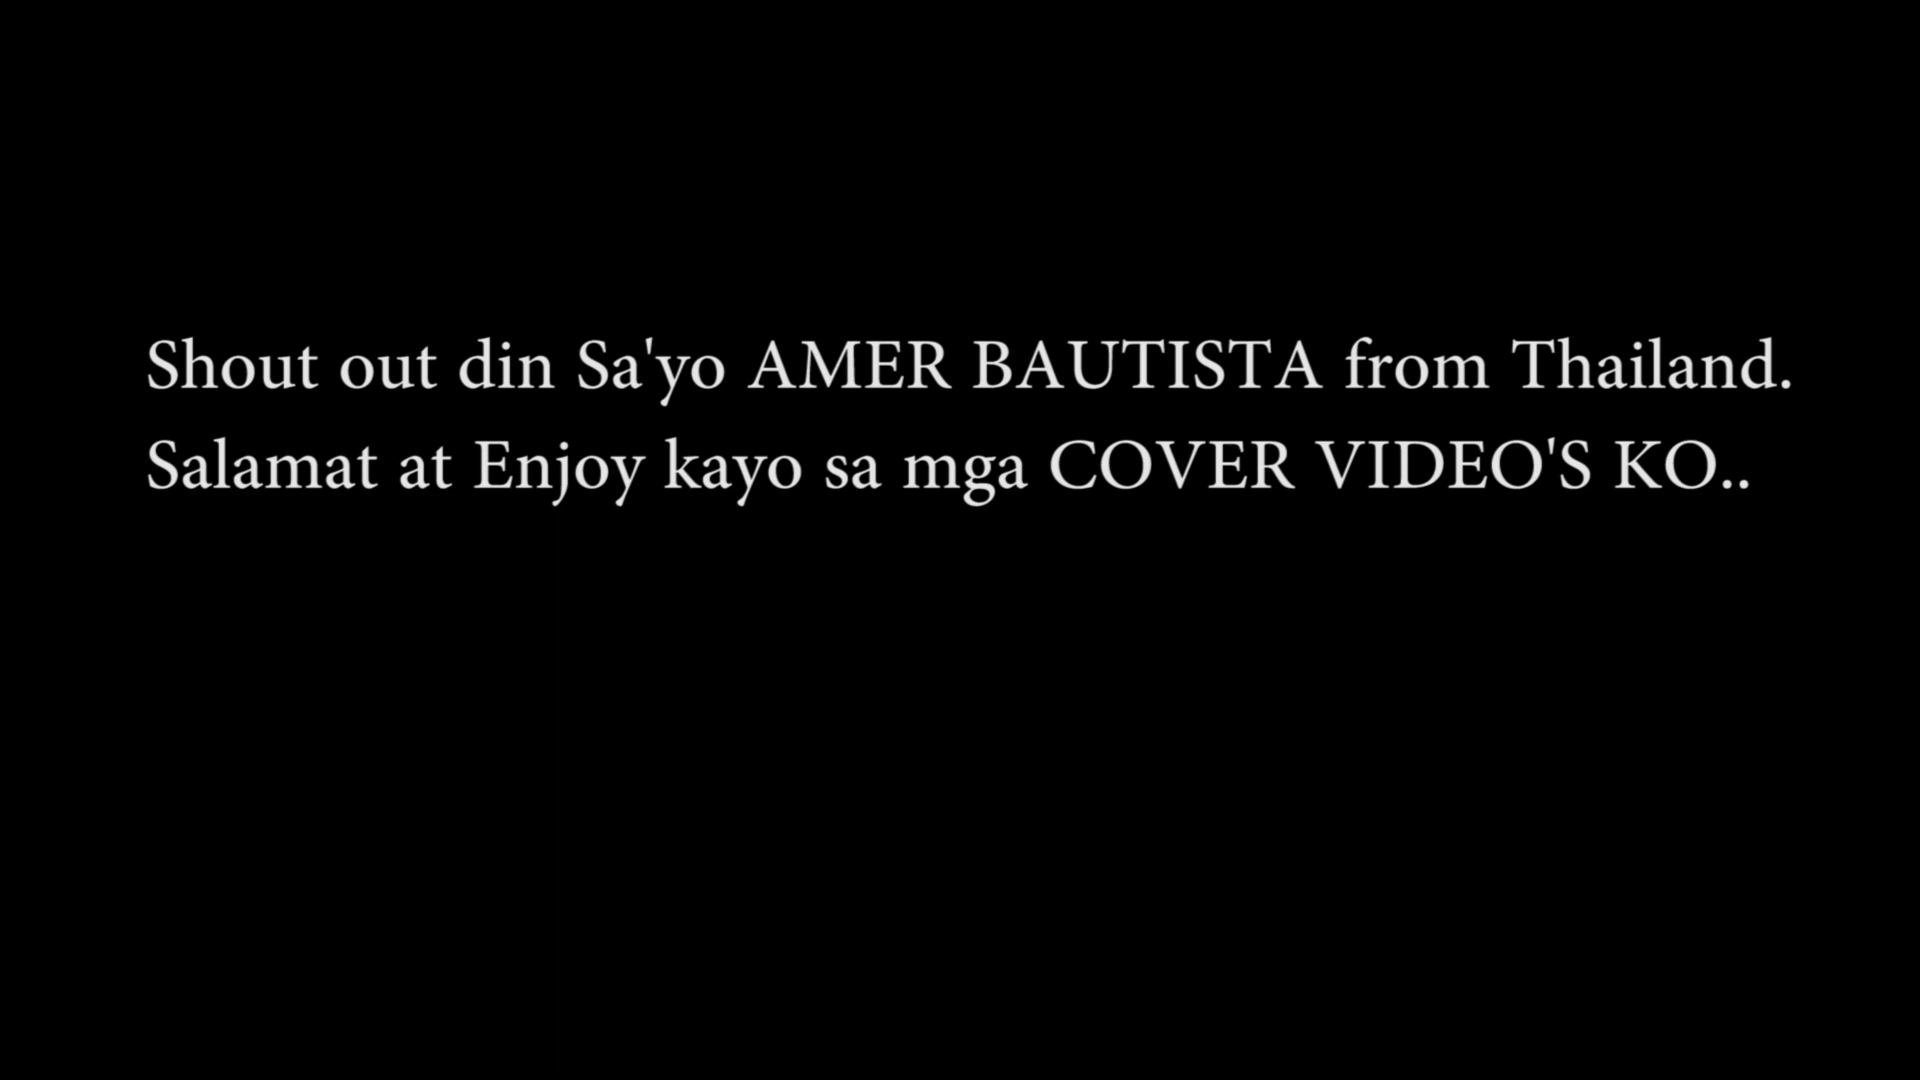 Shout out din Sa'yo AMER BAUTISTA from Thailand.
Salamat at Enjoy kayo sa mga COVER VIDEO'S KO..